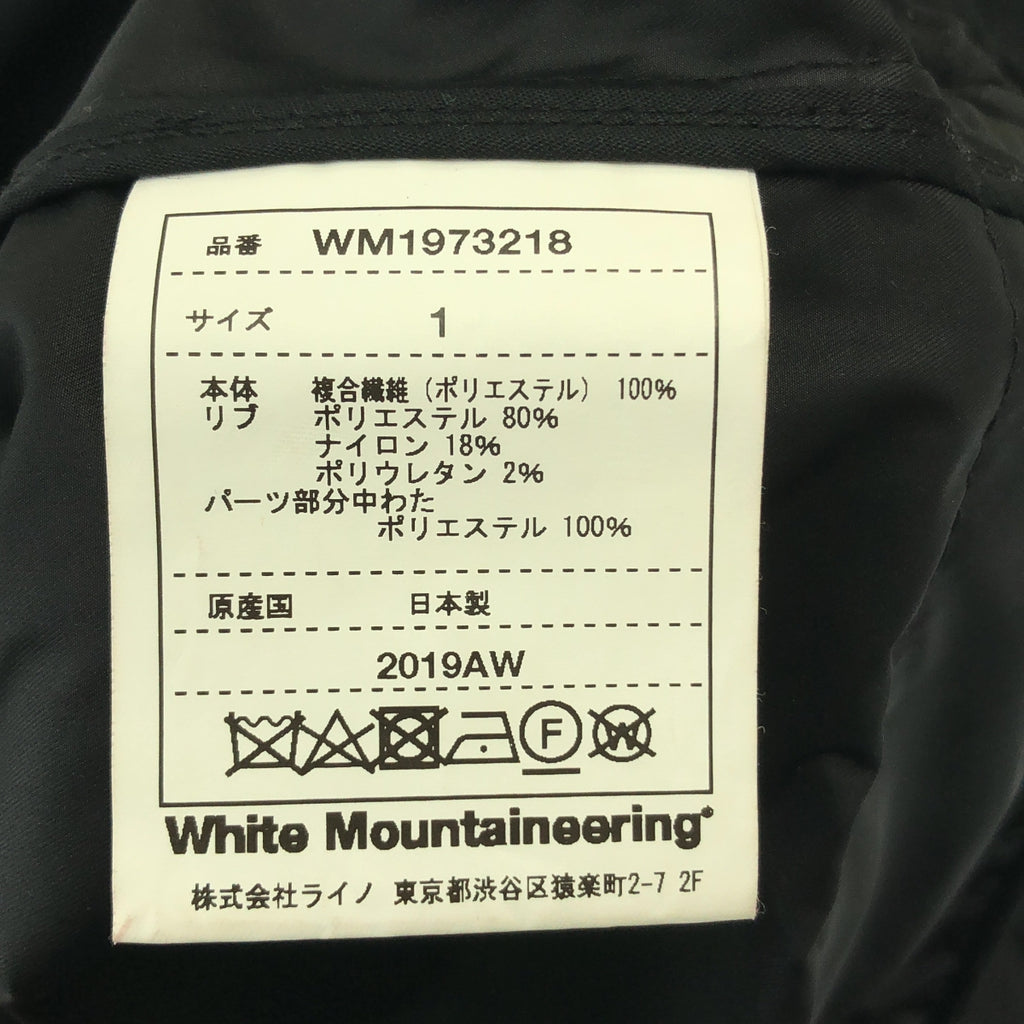 品番 WM1973218
サイズ 1
本体 複合繊維(ポリエステル) 100%
リブ ポリエステル 80%
ナイロン 18%
ポリウレタン 2%
パーツ部分中わた
ポリエステル 100%
原産国 日本製
2019AW
F W
White Mountaineering®
株式会社ライノ 東京都渋谷区猿楽町2-7 2F